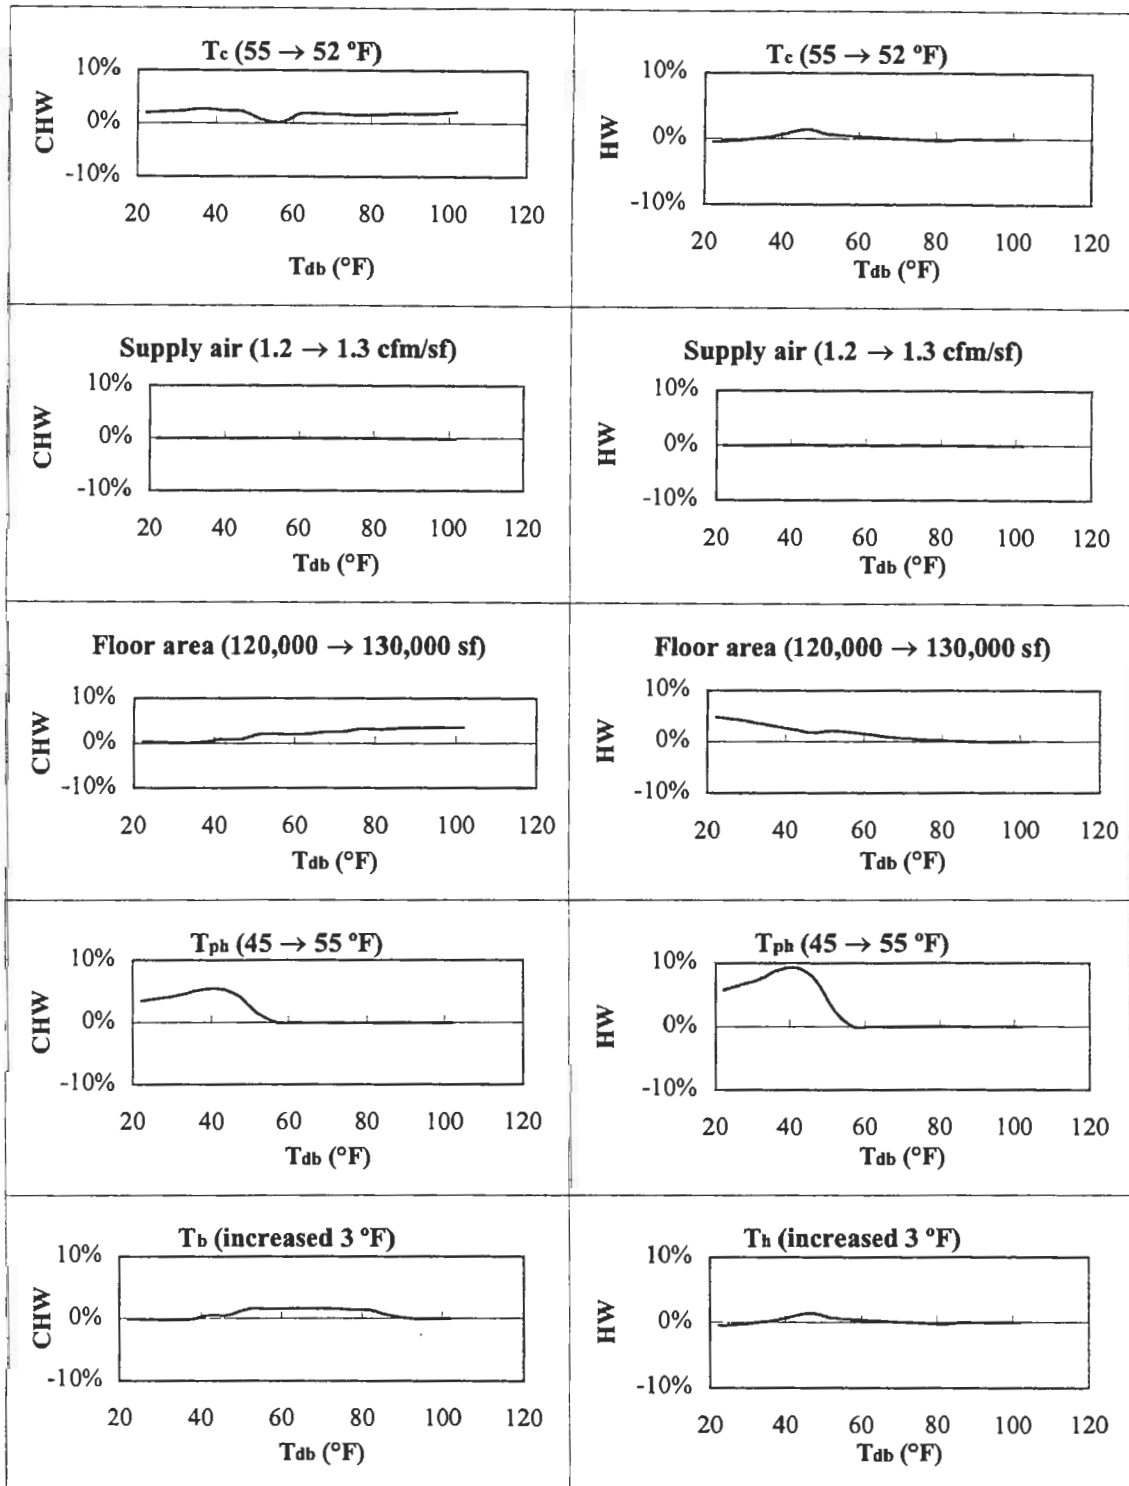 Tc (55 → 52 °F)
10%
0%
-10%
CHW
20 40 60 80 100 120
Tdb (°F)
Tc (55 → 52 °F)
10%
0%
-10%
HW
20 40 60 80 100 120
Tdb (°F)
Supply air (1.2 → 1.3 cfm/sf)
10%
0%
-10%
CHW
20 40 60 80 100 120
Tdb (°F)
Supply air (1.2 → 1.3 cfm/sf)
10%
0%
-10%
HW
20 40 60 80 100 120
Tdb (°F)
Floor area (120,000 → 130,000 sf)
10%
0%
-10%
CHW
20 40 60 80 100 120
Tdb (°F)
Floor area (120,000 → 130,000 sf)
10%
0%
-10%
HW
20 40 60 80 100 120
Tdb (°F)
Tph (45 → 55 °F)
10%
0%
-10%
CHW
20 40 60 80 100 120
Tdb (°F)
Tph (45 → 55 °F)
10%
0%
-10%
HW
20 40 60 80 100 120
Tdb (°F)
Tb (increased 3 °F)
10%
0%
-10%
CHW
20 40 60 80 100 120
Tdb (°F)
Th (increased 3 °F)
10%
0%
-10%
HW
20 40 60 80 100 120
Tdb (°F)